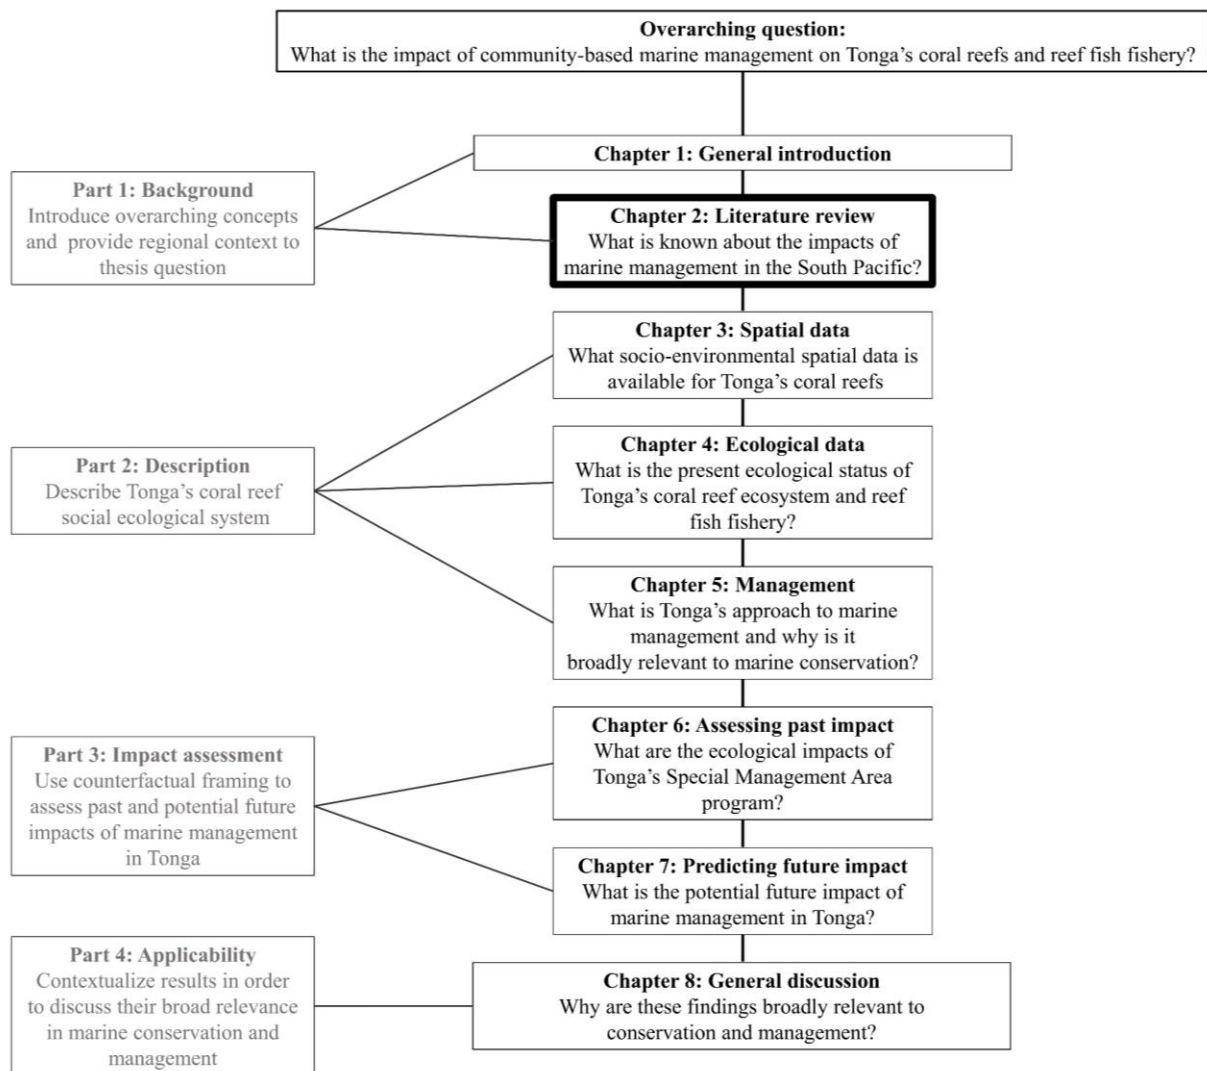 Overarching question:
What is the impact of community-based marine management on Tonga's coral reefs and reef fish fishery?
Chapter 1: General introduction
Part 1: Background
Introduce overarching concepts
and provide regional context to
thesis question
Chapter 2: Literature review
What is known about the impacts of
marine management in the South Pacific?
Chapter 3: Spatial data
What socio-environmental spatial data is
available for Tonga's coral reefs
Part 2: Description
Describe Tonga's coral reef
social ecological system
Chapter 4: Ecological data
What is the present ecological status of
Tonga's coral reef ecosystem and reef
fish fishery?
Chapter 5: Management
What is Tonga's approach to marine
management and why is it
broadly relevant to marine conservation?
Part 3: Impact assessment
Use counterfactual framing to
assess past and potential future
impacts of marine management
in Tonga
Chapter 6: Assessing past impact
What are the ecological impacts of
Tonga's Special Management Area
program?
Chapter 7: Predicting future impact
What is the potential future impact of
marine management in Tonga?
Part 4: Applicability
Contextualize results in order
to discuss their broad relevance
in marine conservation and
management
Chapter 8: General discussion
Why are these findings broadly relevant to
conservation and management?